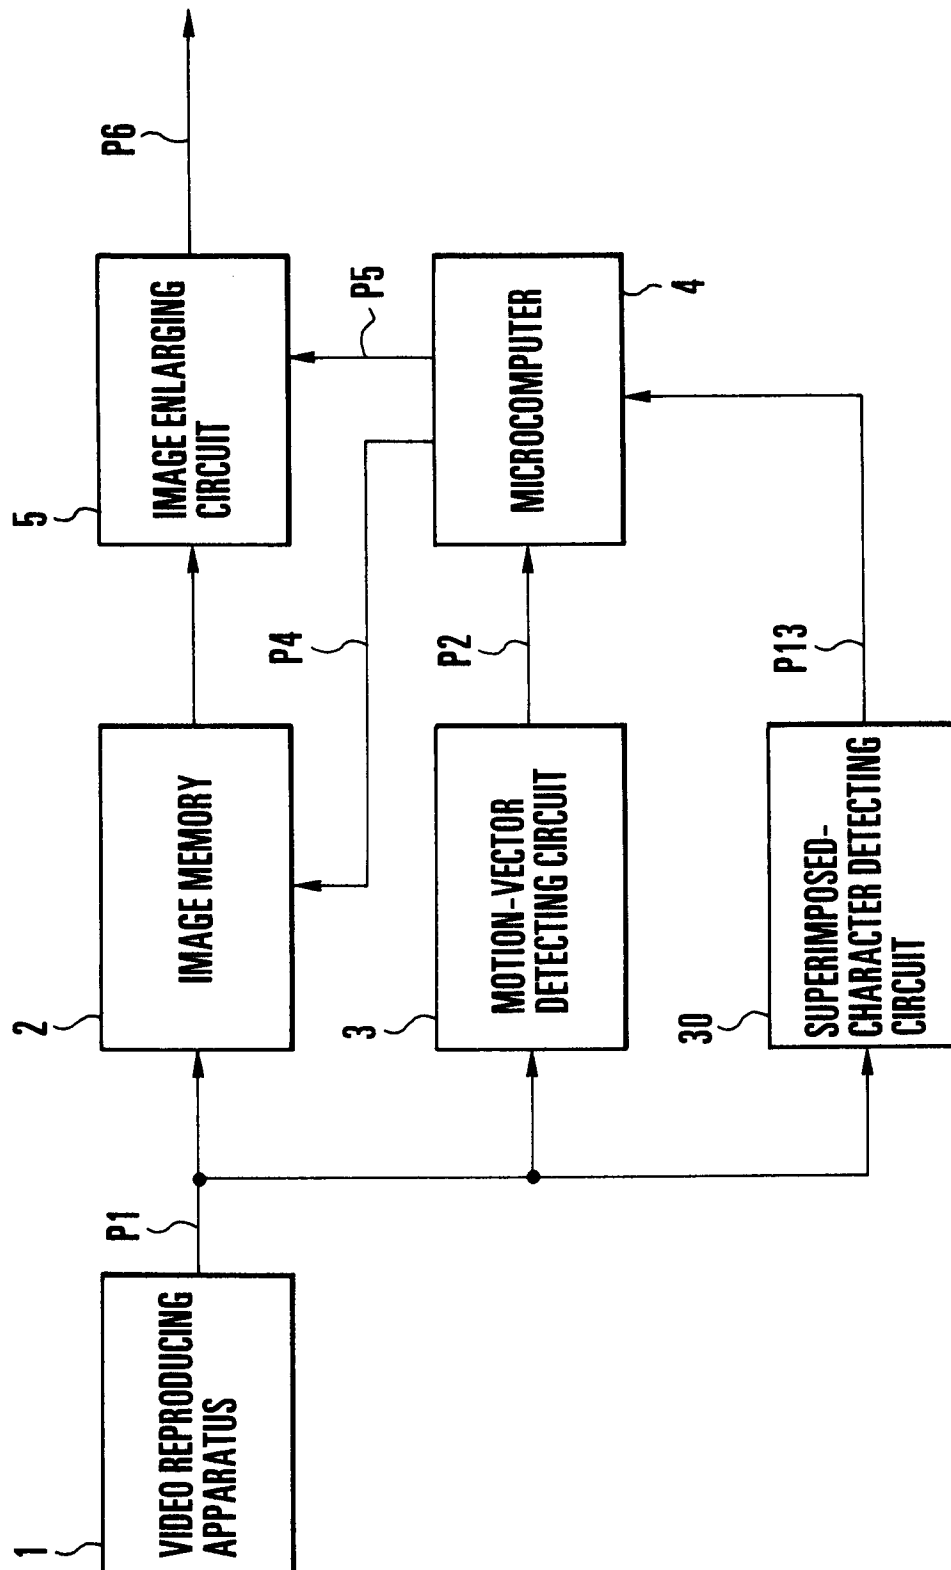 1
VIDEO REPRODUCING
APPARATUS
P1
2
IMAGE MEMORY
5
IMAGE ENLARGING
CIRCUIT
P6
P4
P5
3
MOTION-VECTOR
DETECTING CIRCUIT
P2
MICROCOMPUTER
4
30
SUPERIMPOSED-
CHARACTER DETECTING
CIRCUIT
P13